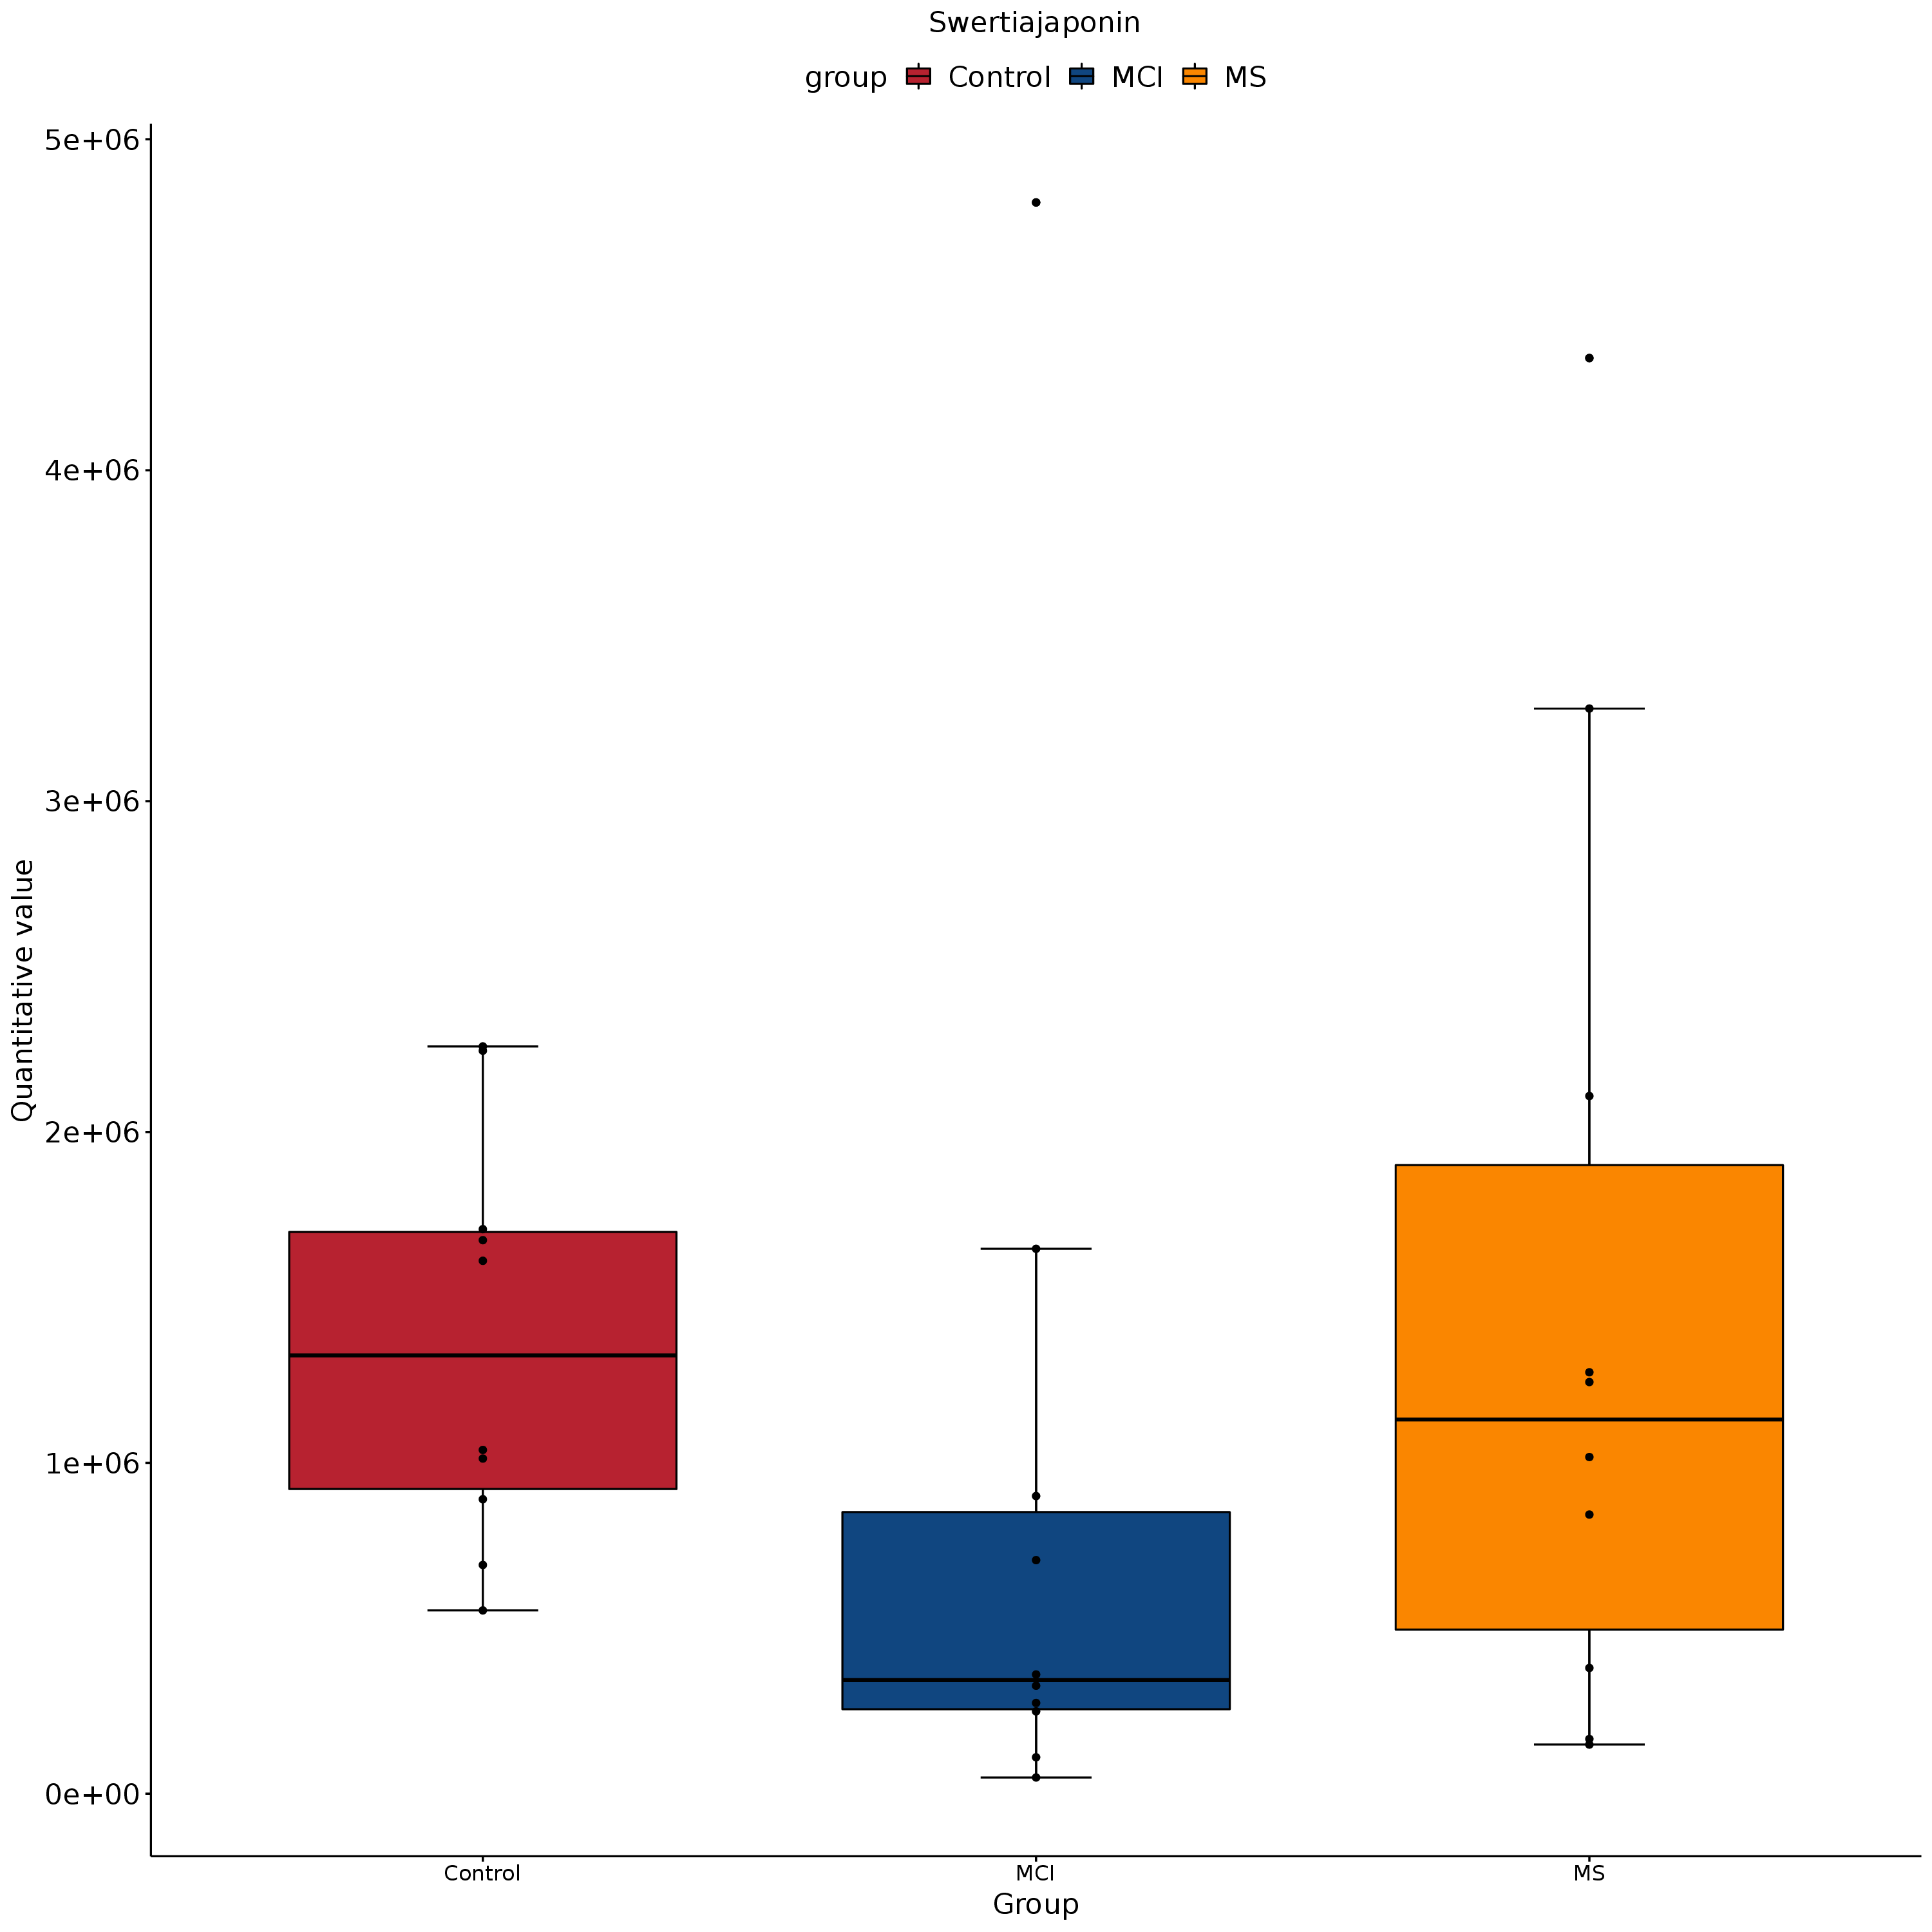 Swertiajaponin
group Control MCI MS
5e+06
4e+06
3e+06
2e+06
1e+06
0e+00
Quantitative value
Control MCI MS
Group